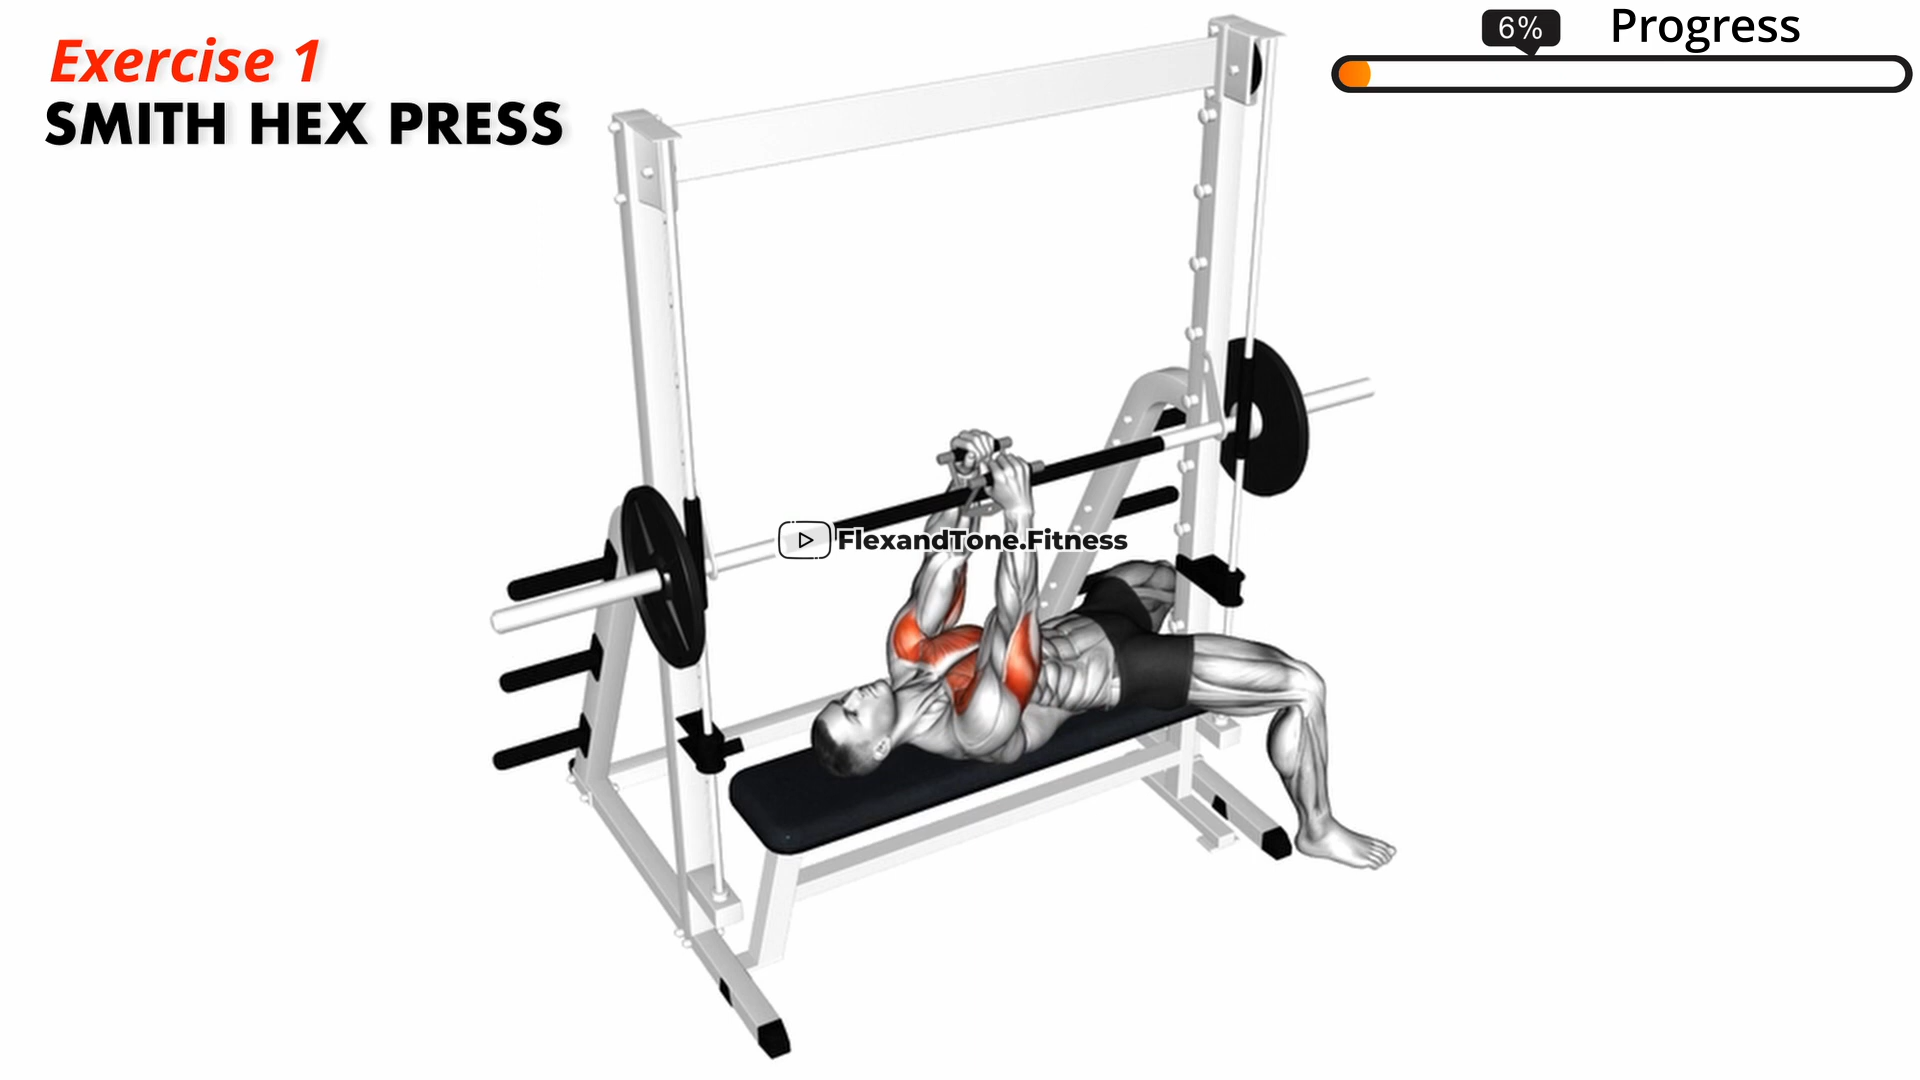 Exercise 1
SMITH HEX PRESS
6%
Progress
FlexandTone.Fitness